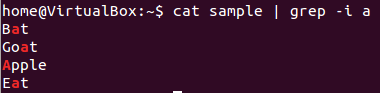 home@VirtualBox:~$ cat sample | grep -i a
Bat
Goat
Apple
Eat